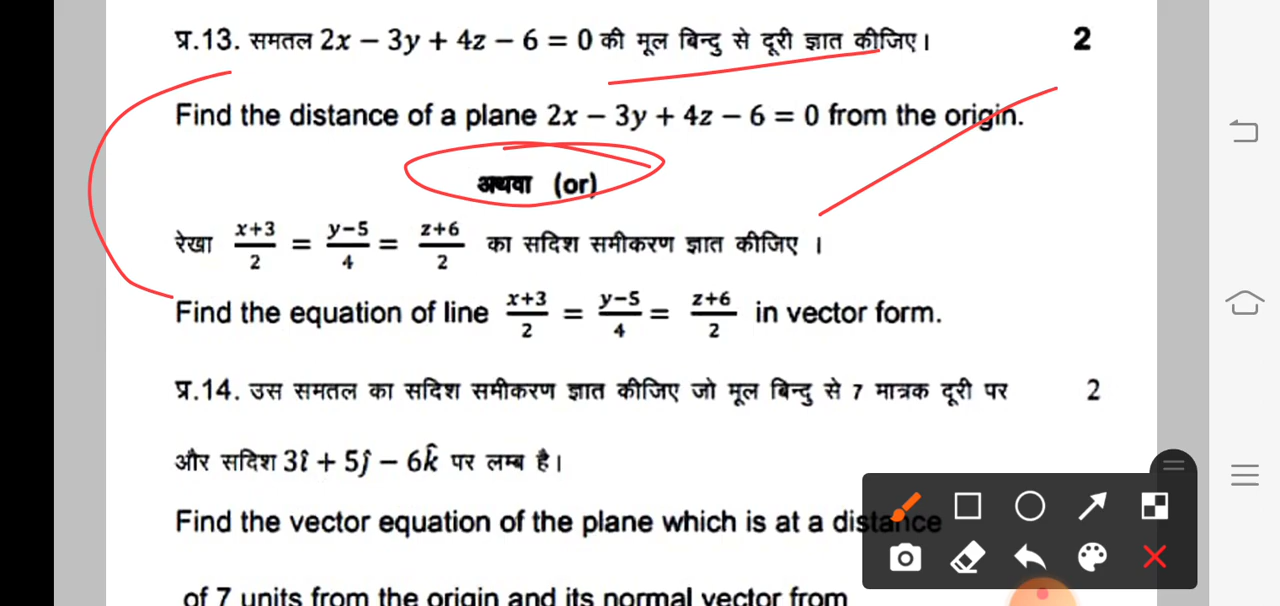 प्र.13. समतल 2x − 3y + 4z − 6 = 0 की मूल बिन्दु से दूरी ज्ञात कीजिए। 2
Find the distance of a plane 2x − 3y + 4z − 6 = 0 from the origin.
अथवा (or)
रेखा (x+3)/2 = (y−5)/4 = (z+6)/2 का सदिश समीकरण ज्ञात कीजिए ।
Find the equation of line (x+3)/2 = (y−5)/4 = (z+6)/2 in vector form.
प्र.14. उस समतल का सदिश समीकरण ज्ञात कीजिए जो मूल बिन्दु से 7 मात्रक दूरी पर 2
और सदिश 3î + 5ĵ − 6k̂ पर लम्ब है।
Find the vector equation of the plane which is at a distance
of 7 units from the origin and its normal vector from